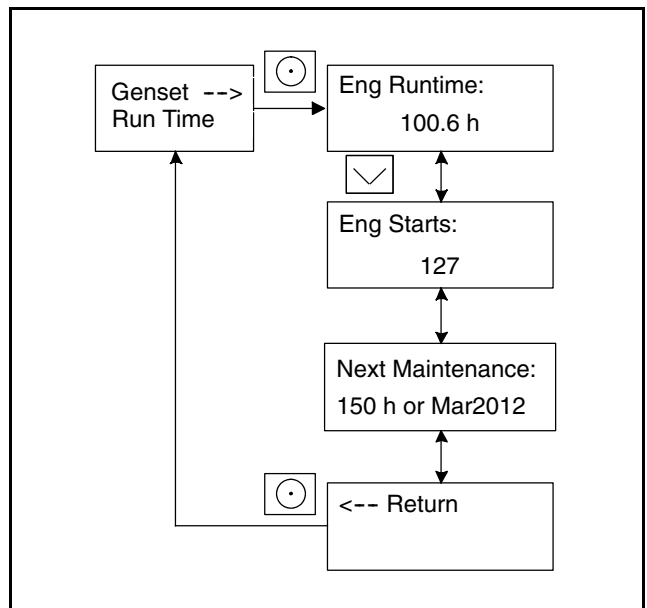 Genset -->
Run Time
Eng Runtime:
100.6 h
Eng Starts:
127
Next Maintenance:
150 h or Mar2012
<-- Return